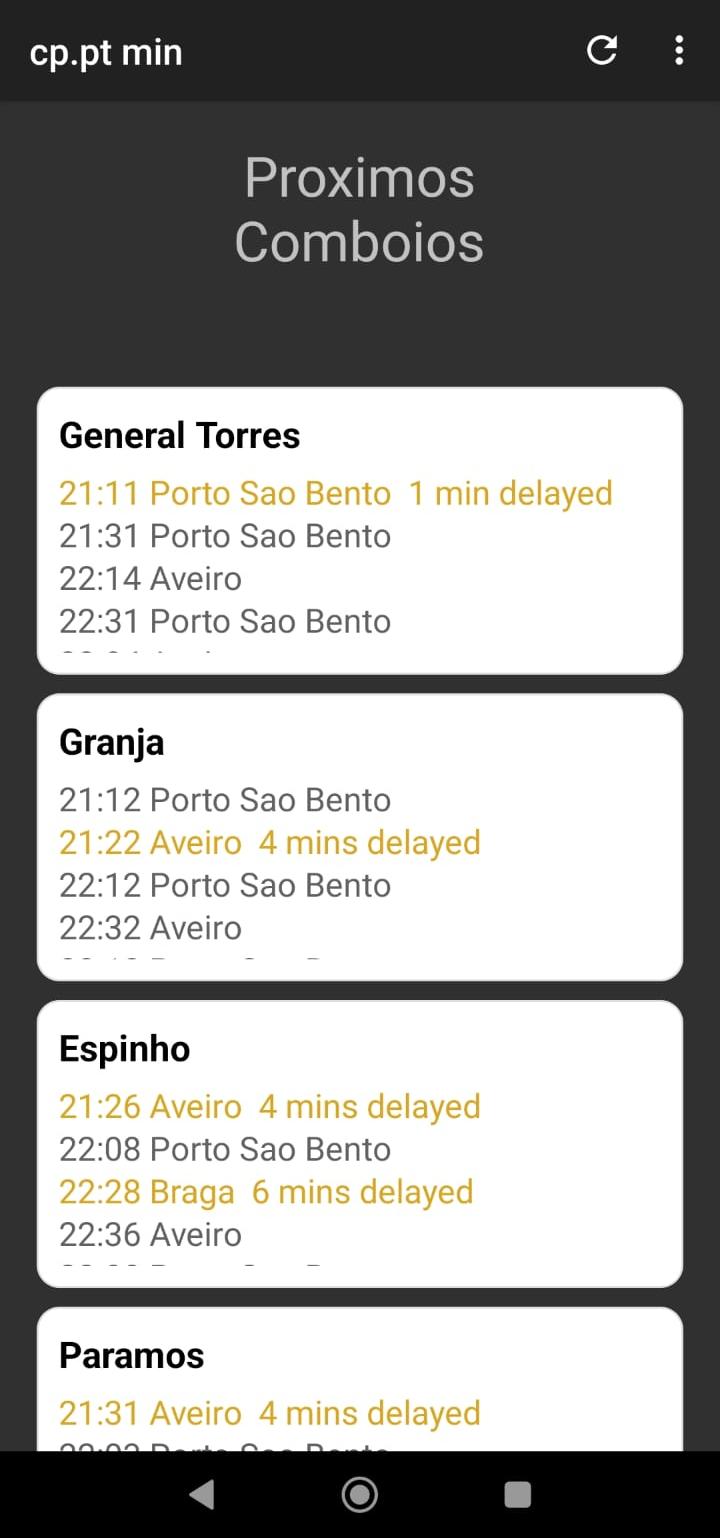 cp.pt min
Proximos
Comboios
General Torres
21:11 Porto Sao Bento 1 min delayed
21:31 Porto Sao Bento
22:14 Aveiro
22:31 Porto Sao Bento
Granja
21:12 Porto Sao Bento
21:22 Aveiro 4 mins delayed
22:12 Porto Sao Bento
22:32 Aveiro
Espinho
21:26 Aveiro 4 mins delayed
22:08 Porto Sao Bento
22:28 Braga 6 mins delayed
22:36 Aveiro
Paramos
21:31 Aveiro 4 mins delayed
Porto Sao Bento